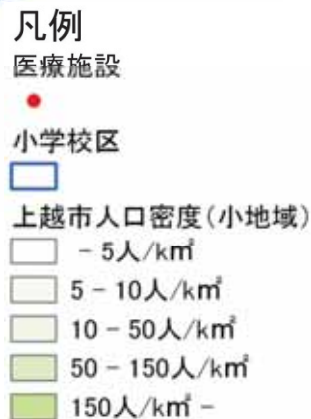 凡例
医療施設
小学校区
上越市人口密度(小地域)
- 5人/k㎡
5 - 10人/k㎡
10 - 50人/k㎡
50 - 150人/k㎡
150人/k㎡ -